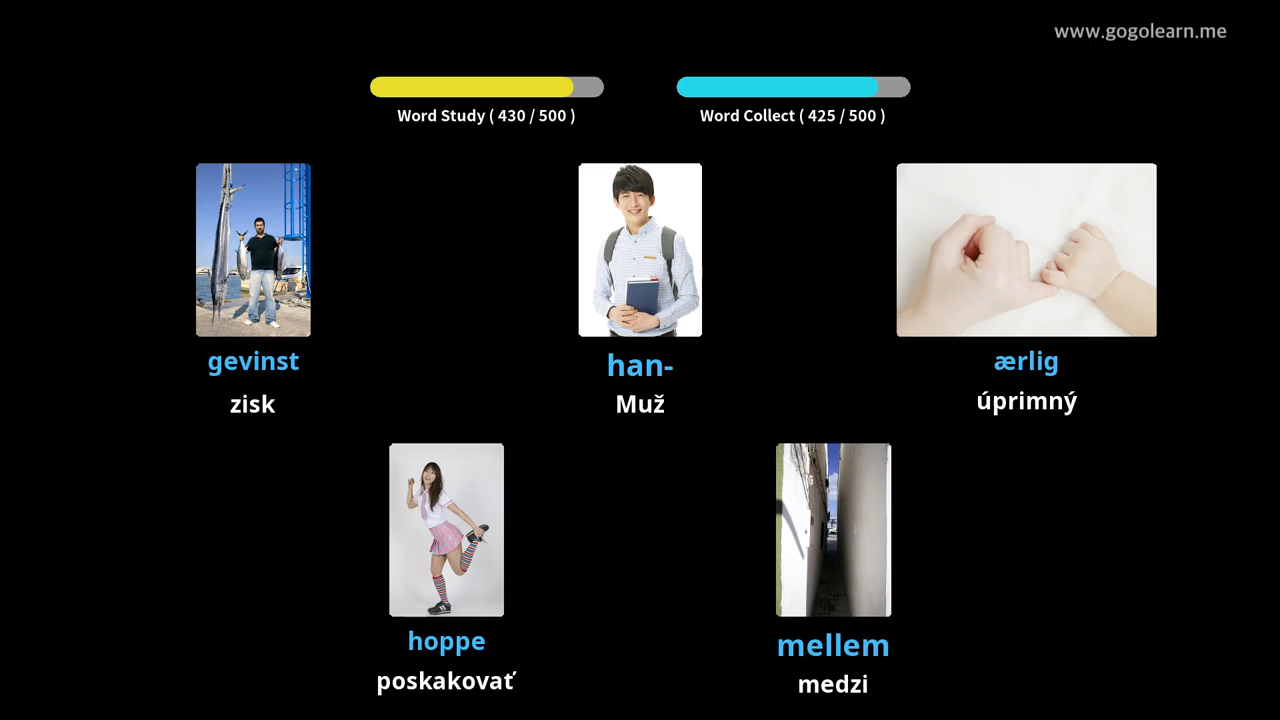 www.gogolearn.me
Word Study ( 430 / 500 )
Word Collect ( 425 / 500 )
gevinst
zisk
han-
Muž
ærlig
úprimný
hoppe
poskakovať
mellem
medzi